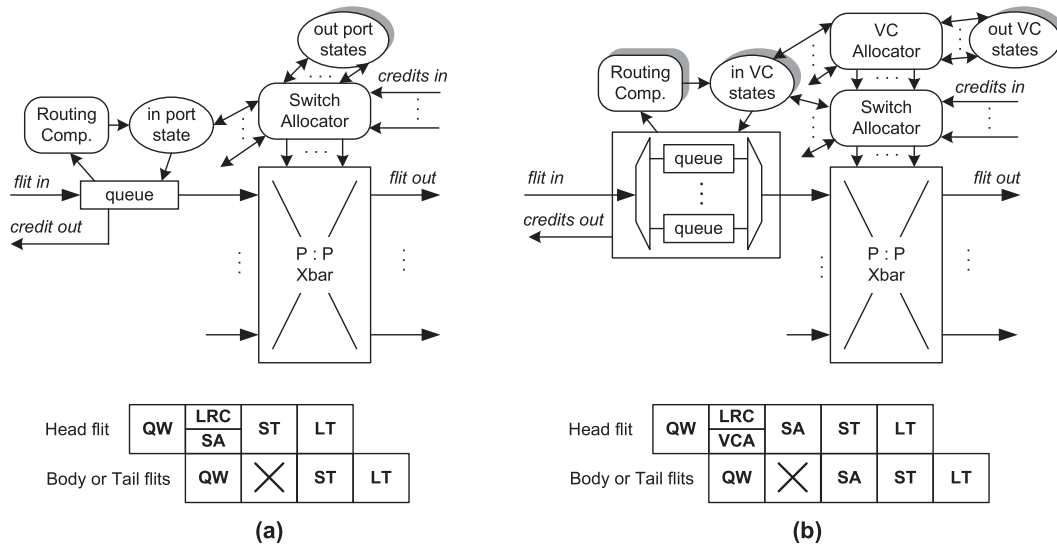 out port
states
credits in
Routing
Comp.
in port
state
Switch
Allocator
flit in
queue
flit out
credit out
P : P
Xbar
Head flit
QW
LRC
SA
ST
LT
Body or Tail flits
QW
ST
LT
(a)
VC
Allocator
out VC
states
Routing
Comp.
in VC
states
credits in
Switch
Allocator
flit in
queue
flit out
credits out
queue
P : P
Xbar
Head flit
QW
LRC
VCA
SA
ST
LT
Body or Tail flits
QW
SA
ST
LT
(b)